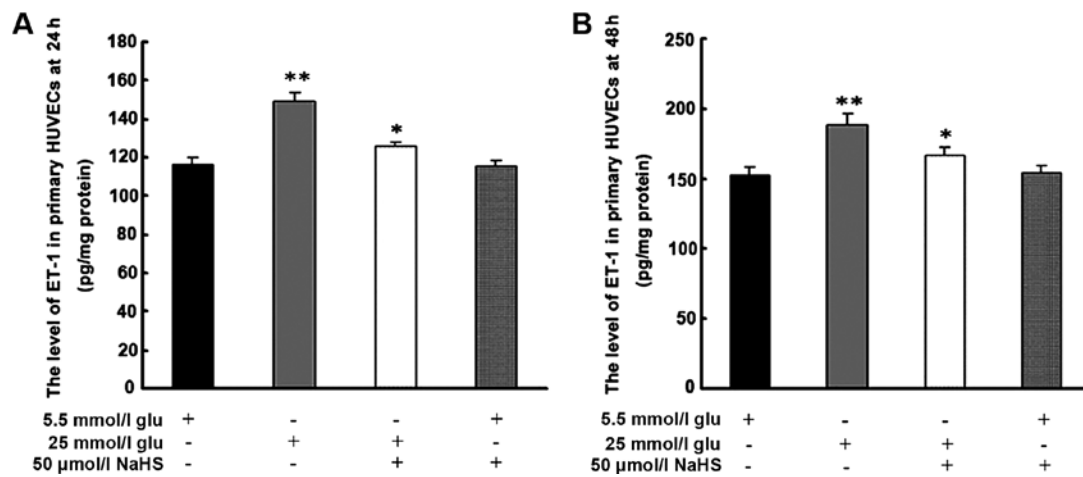 A
The level of ET-1 in primary HUVECs at 24h
(pg/mg protein)
180
160
140
120
100
80
60
40
20
0
**
*
5.5 mmol/l glu + - - +
25 mmol/l glu - + + -
50 μmol/l NaHS - - + +
B
The level of ET-1 in primary HUVECs at 48h
(pg/mg protein)
250
200
150
100
50
0
**
*
5.5 mmol/l glu + - - +
25 mmol/l glu - + + -
50 μmol/l NaHS - - + +